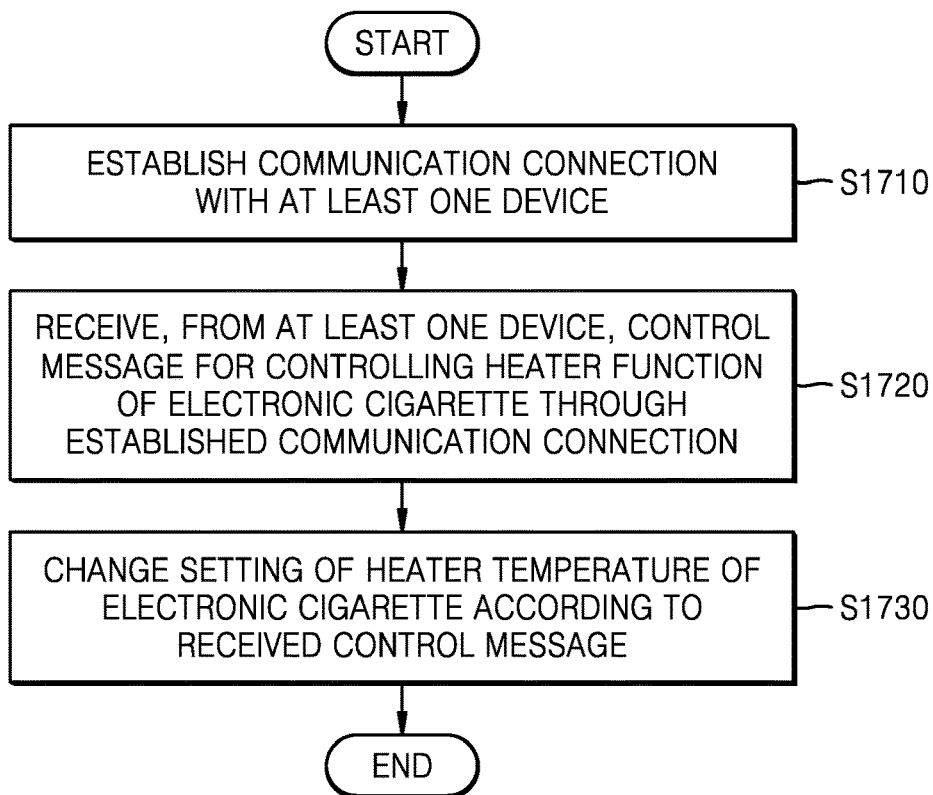 START
ESTABLISH COMMUNICATION CONNECTION
WITH AT LEAST ONE DEVICE
S1710
RECEIVE, FROM AT LEAST ONE DEVICE, CONTROL
MESSAGE FOR CONTROLLING HEATER FUNCTION
OF ELECTRONIC CIGARETTE THROUGH
ESTABLISHED COMMUNICATION CONNECTION
S1720
CHANGE SETTING OF HEATER TEMPERATURE OF
ELECTRONIC CIGARETTE ACCORDING TO
RECEIVED CONTROL MESSAGE
S1730
END